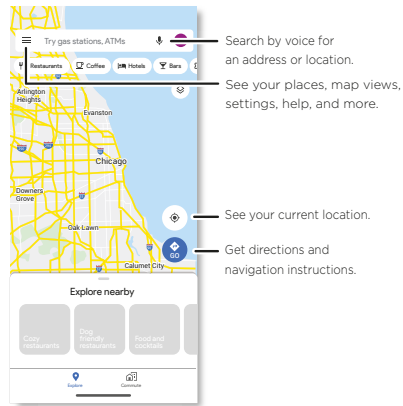 Try gas stations, ATMs
Restaurants
Coffee
Hotels
Bars
Arlington
Heights
Evanston
Chicago
Downers
Grove
Oak Lawn
Calumet City
GO
Explore nearby
Cozy
restaurants
Dog
friendly
restaurants
Food and
cocktails
Explore
Commute
Search by voice for
an address or location.
See your places, map views,
settings, help, and more.
See your current location.
Get directions and
navigation instructions.